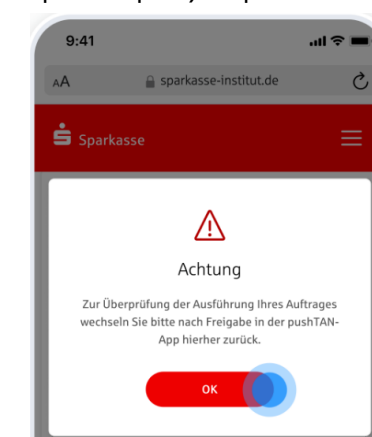 9:41
AA sparkasse-institut.de
Sparkasse
Achtung
Zur Überprüfung der Ausführung Ihres Auftrages
wechseln Sie bitte nach Freigabe in der pushTAN-
App hierher zurück.
OK